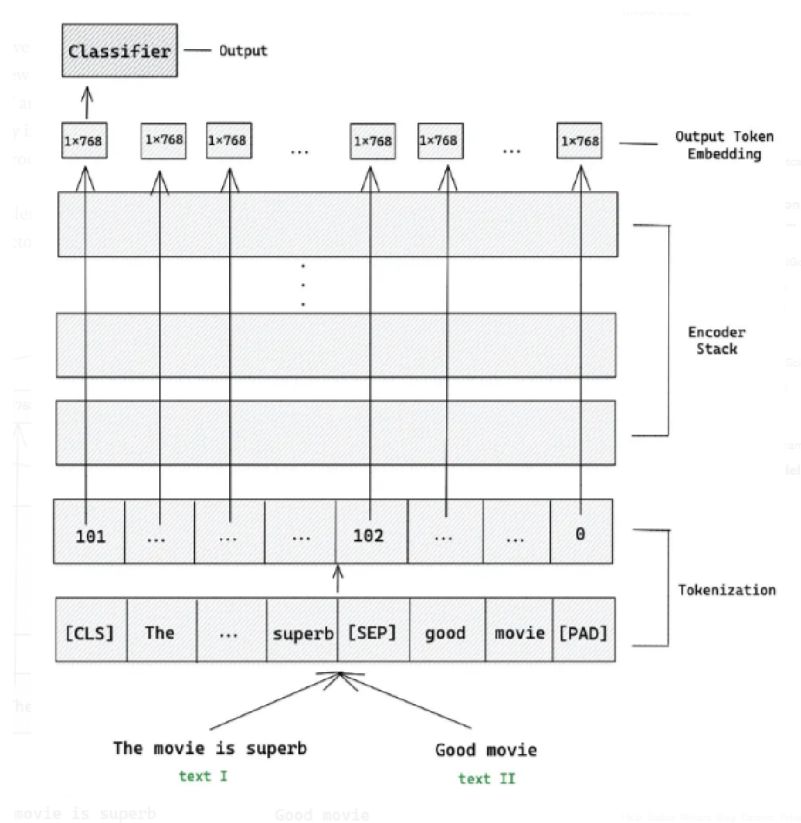 Classifier
Output
1×768 1×768 1×768 ... 1×768 1×768 ... 1×768
Output Token
Embedding
Encoder
Stack
101 ... ... ... 102 ... ... 0
Tokenization
[CLS] The ... superb [SEP] good movie [PAD]
The movie is superb
Good movie
text I
text II
movie is superb
Good movie